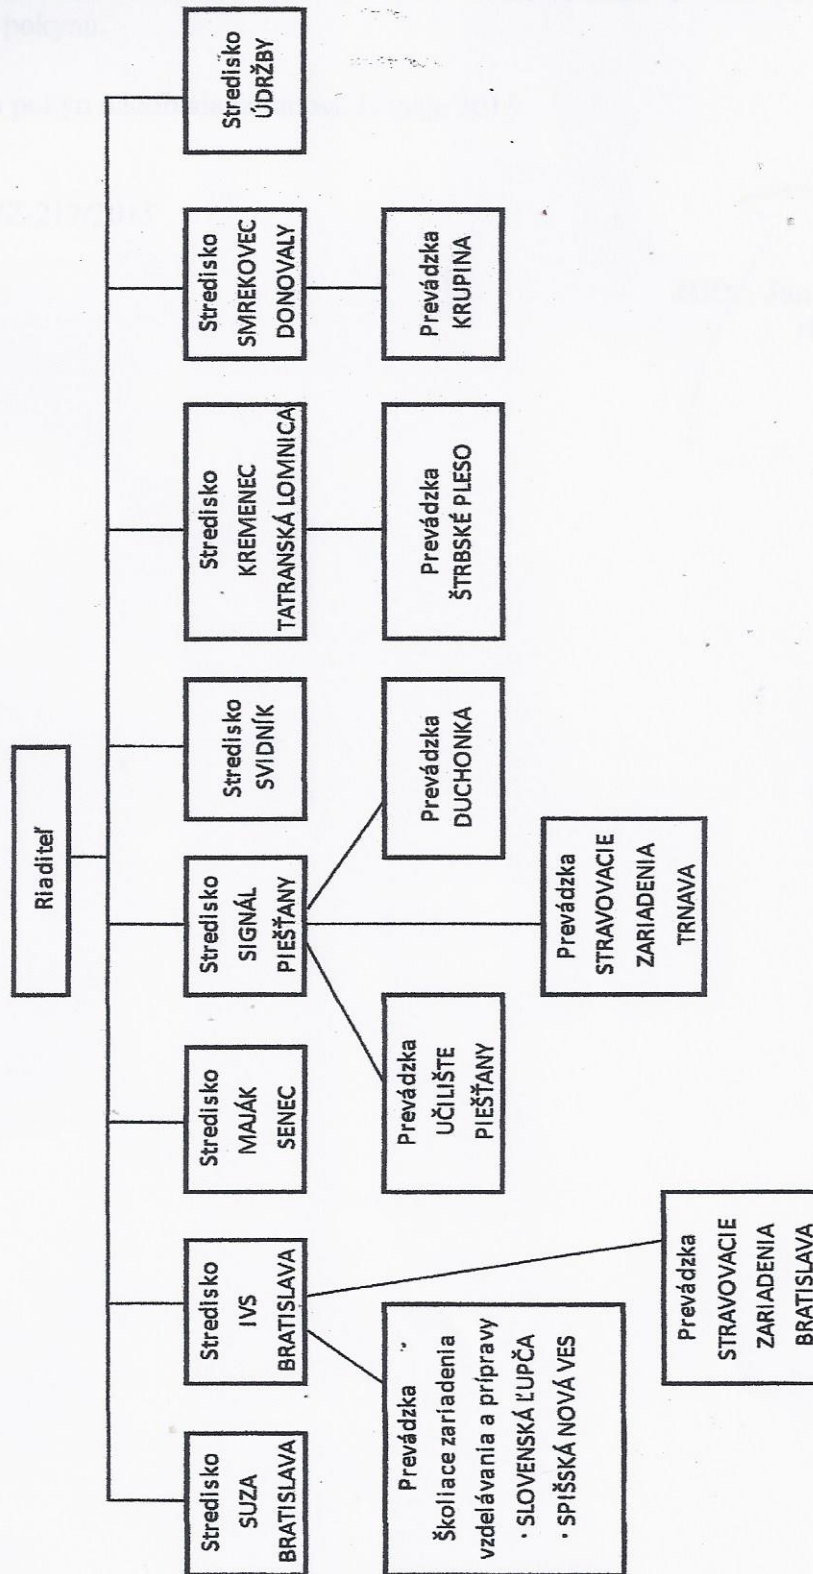 Riaditeľ
Stredisko
SUZA
BRATISLAVA
Stredisko
IVS
BRATISLAVA
Stredisko
MAJÁK
SENEC
Stredisko
SIGNÁL
PIEŠŤANY
Stredisko
SVIDNÍK
Stredisko
KREMENEC
TATRANSKÁ LOMNICA
Stredisko
SMREKOVEC
DONOVALY
Stredisko
ÚDRŽBY
Prevádzka
Školiace zariadenia
vzdelávania a prípravy
· SLOVENSKÁ ĽUPČA
· SPIŠSKÁ NOVÁ VES
Prevádzka
STRAVOVACIE
ZARIADENIA
BRATISLAVA
Prevádzka
UČILIŠTE
PIEŠŤANY
Prevádzka
STRAVOVACIE
ZARIADENIA
TRNAVA
Prevádzka
DUCHONKA
Prevádzka
ŠTRBSKÉ PLESO
Prevádzka
KRUPINA